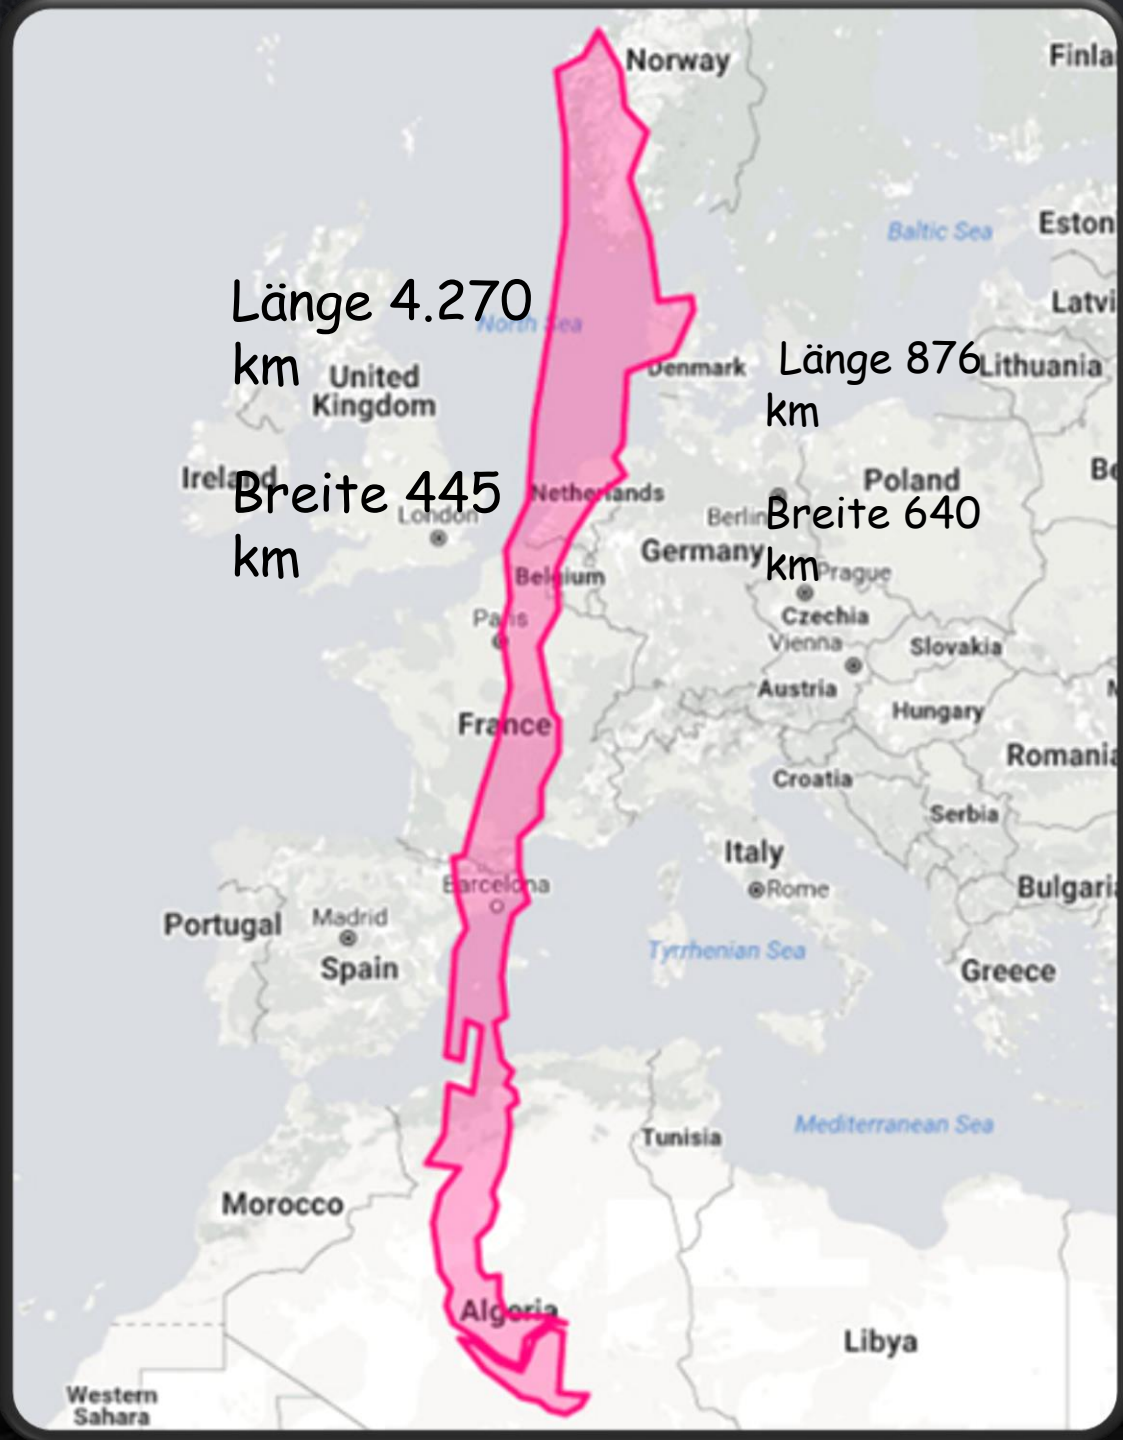 Norway
Finla
Baltic Sea
Eston
Latvi
Länge 4.270
km
North Sea
Denmark
Länge 876
km
Lithuania
United
Kingdom
Ireland
Breite 445
km
London
Netherlands
Berlin
Poland
Be
Breite 640
km
Germany
Belgium
Prague
Czechia
Paris
Vienna
Slovakia
Austria
Hungary
M
France
Romania
Croatia
Serbia
Italy
Barcelona
Rome
Bulgaria
Portugal
Madrid
Spain
Tyrrhenian Sea
Greece
Mediterranean Sea
Tunisia
Morocco
Algeria
Libya
Western
Sahara